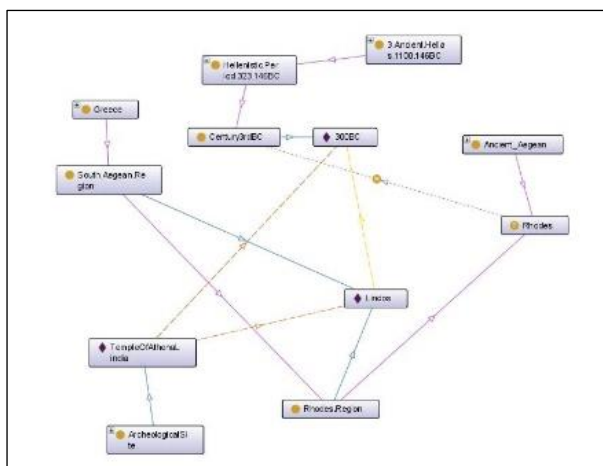 3.Ancient.Hella
s.1100.146BC
Hellenistic.Per
iod.323.146BC
Greece
Century3rdBC
300BC
Ancient_Aegean
South.Aegean.Re
gion
Rhodes
Lindos
TempleOfAthenaL
india
Rhodes.Region
ArcheologicalSi
te